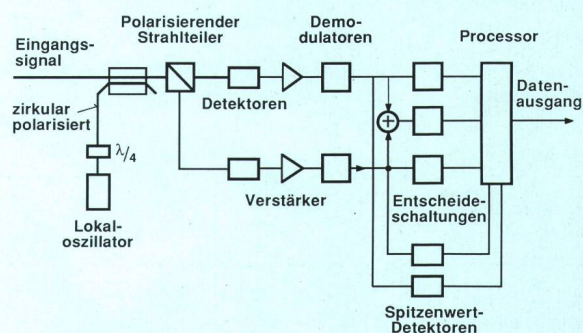 Eingangs-
signal
Polarisierender
Strahlteiler
Demo-
dulatoren
Processor
Daten-
ausgang
zirkular
polarisiert
Detektoren
λ/4
Verstärker
Entscheide-
schaltungen
Lokal-
oszillator
Spitzenwert-
Detektoren